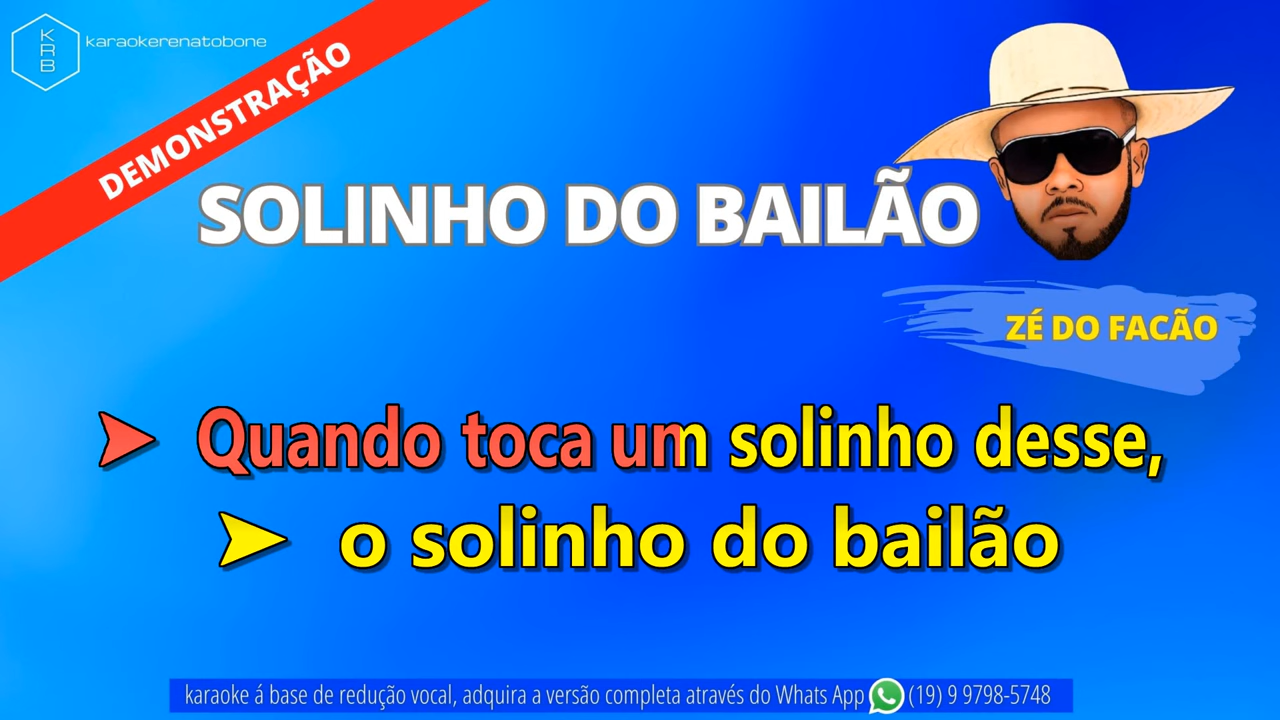 KRB
karaokerenatobone
DEMONSTRAÇÃO
SOLINHO DO BAILÃO
ZÉ DO FACÃO
➤ Quando toca um solinho desse,
➤ o solinho do bailão
karaoke á base de redução vocal, adquira a versão completa através do Whats App (19) 9 9798-5748